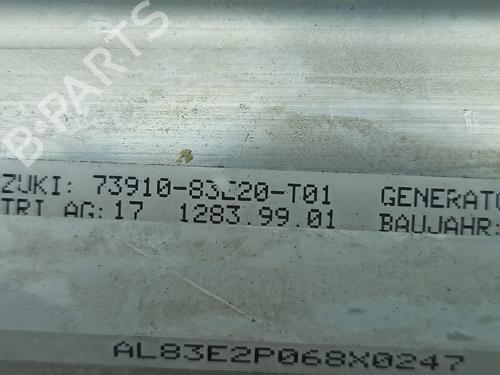 B-PARTS
ZUKI: 73910-83E20-T01 GENERATO
TRI AG: 17 1283.99.01 BAUJAHR:
AL83E2P068X0247